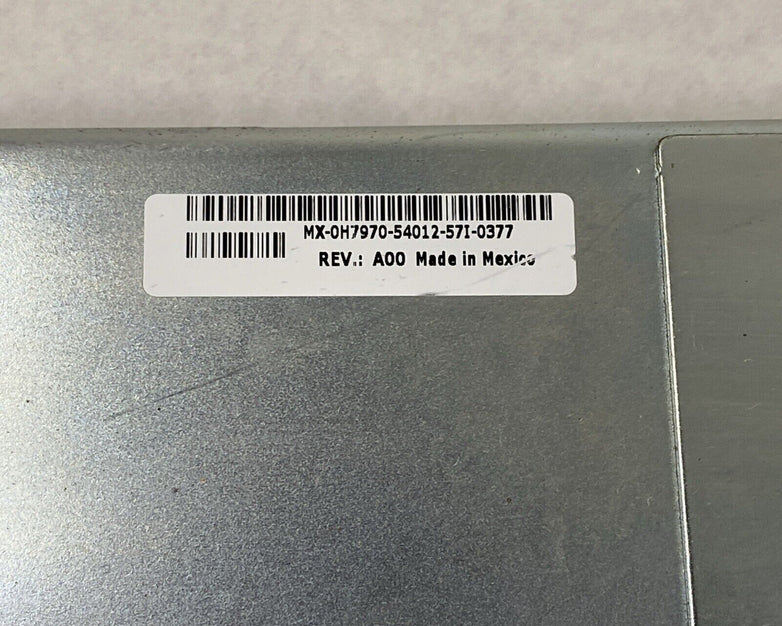 MX-0H7970-54012-57I-0377
REV.: A00 Made in Mexico